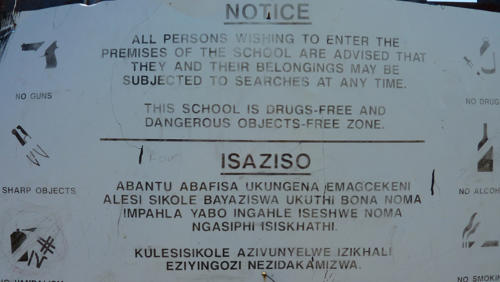 NOTICE
ALL PERSONS WISHING TO ENTER THE
PREMISES OF THE SCHOOL ARE ADVISED THAT
THEY AND THEIR BELONGINGS MAY BE
SUBJECTED TO SEARCHES AT ANY TIME.
THIS SCHOOL IS DRUGS-FREE AND
DANGEROUS OBJECTS-FREE ZONE.
ISAZISO
ABANTU ABAFISA UKUNGENA EMAGCEKENI
ALESI SIKOLE BAYAZISWA UKUTHI BONA NOMA
IMPAHLA YABO INGAHLE ISESHWE NOMA
NGASIPHI ISISKHATHI.
KULESISIKOLE AZIVUNYELWE IZIKHALI
EZIYINGOZI NEZIDAKAMIZWA.
NO GUNS
SHARP OBJECTS
NO DRUG
NO ALCOH
NO SMOKIN